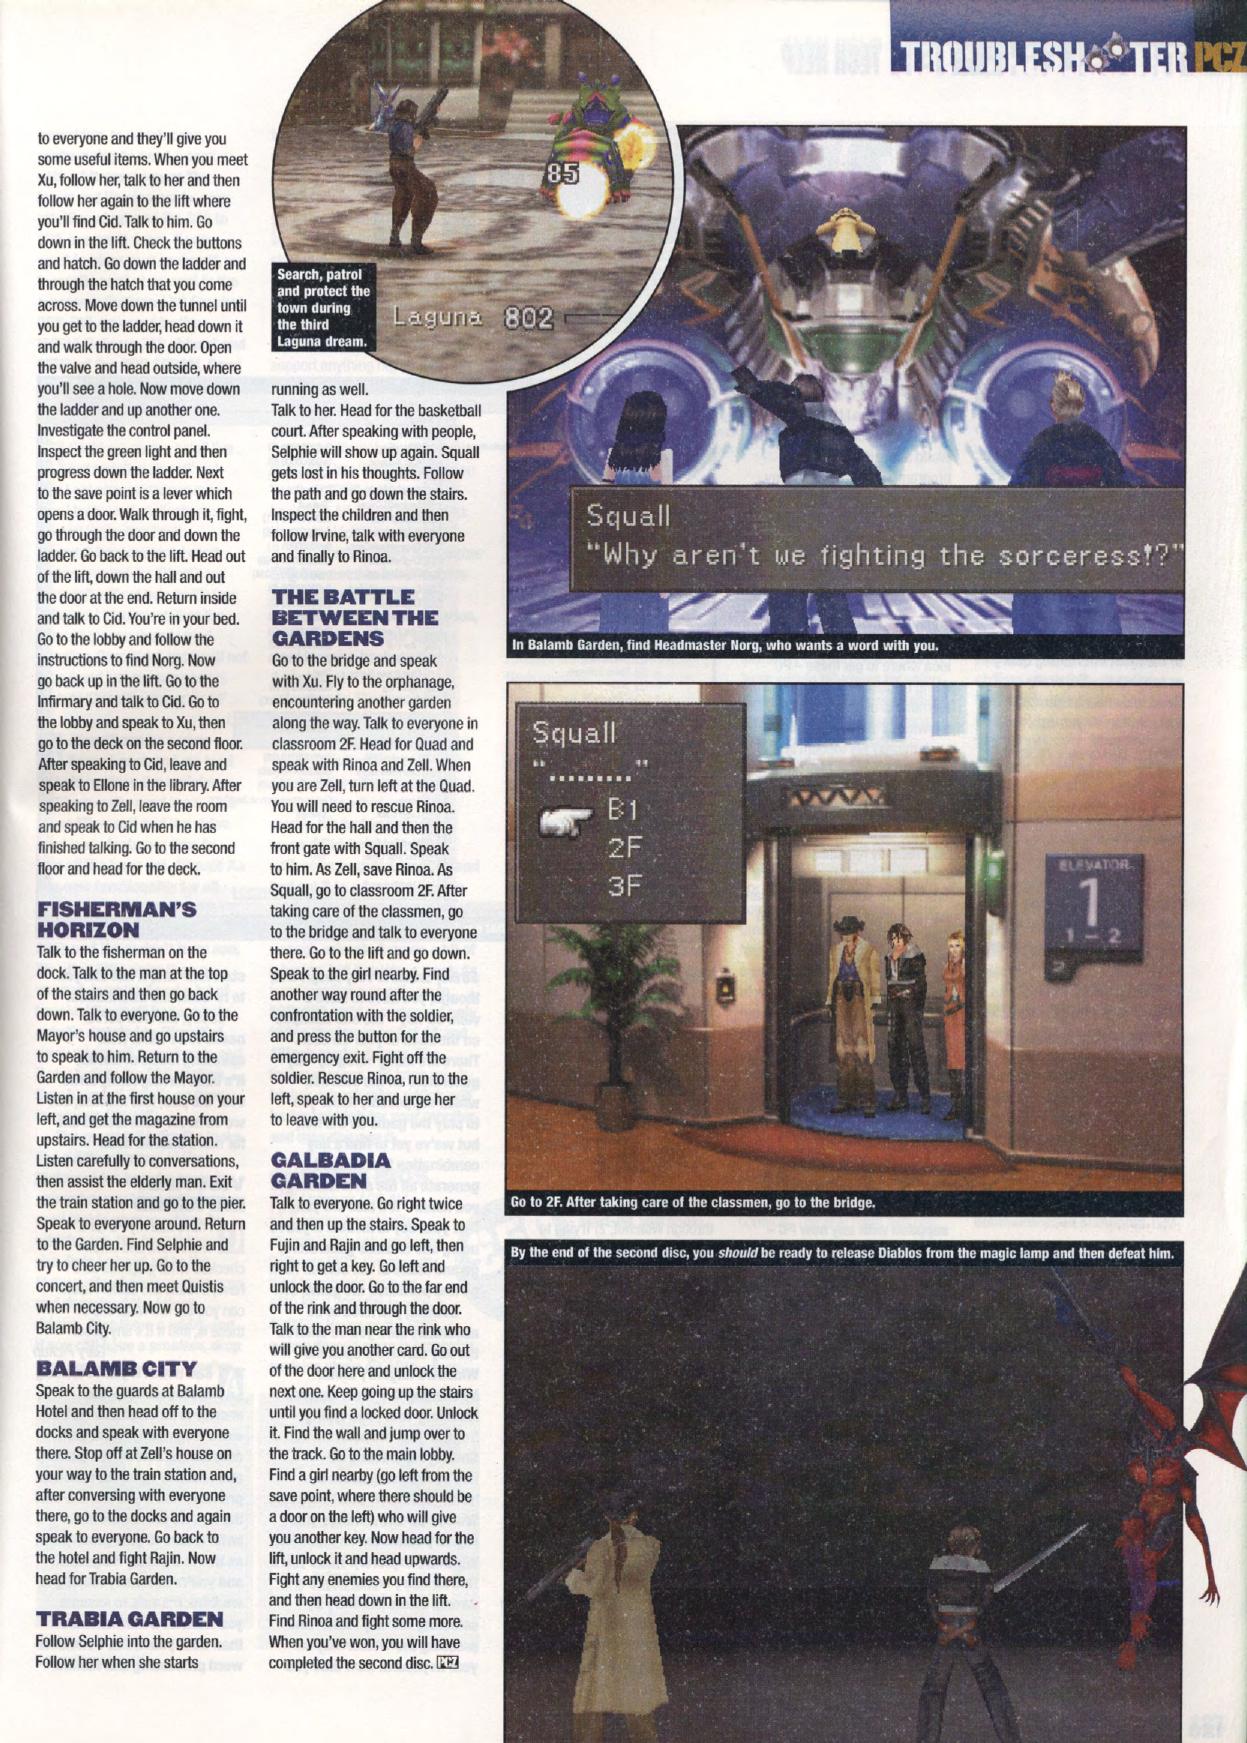 TROUBLESHOOTER PCZ
to everyone and they'll give you
some useful items. When you meet
Xu, follow her, talk to her and then
follow her again to the lift where
you'll find Cid. Talk to him. Go
down in the lift. Check the buttons
and hatch. Go down the ladder and
through the hatch that you come
across. Move down the tunnel until
you get to the ladder, head down it
and walk through the door. Open
the valve and head outside, where
you'll see a hole. Now move down
the ladder and up another one.
Investigate the control panel.
Inspect the green light and then
progress down the ladder. Next
to the save point is a lever which
opens a door. Walk through it, fight,
go through the door and down the
ladder. Go back to the lift. Head out
of the lift, down the hall and out
the door at the end. Return inside
and talk to Cid. You're in your bed.
Go to the lobby and follow the
instructions to find Norg. Now
go back up in the lift. Go to the
Infirmary and talk to Cid. Go to
the lobby and speak to Xu, then
go to the deck on the second floor.
After speaking to Cid, leave and
speak to Ellone in the library. After
speaking to Zell, leave the room
and speak to Cid when he has
finished talking. Go to the second
floor and head for the deck.
FISHERMAN'S
HORIZON
Talk to the fisherman on the
dock. Talk to the man at the top
of the stairs and then go back
down. Talk to everyone. Go to the
Mayor's house and go upstairs
to speak to him. Return to the
Garden and follow the Mayor.
Listen in at the first house on your
left, and get the magazine from
upstairs. Head for the station.
Listen carefully to conversations,
then assist the elderly man. Exit
the train station and go to the pier.
Speak to everyone around. Return
to the Garden. Find Selphie and
try to cheer her up. Go to the
concert, and then meet Quistis
when necessary. Now go to
Balamb City.
BALAMB CITY
Speak to the guards at Balamb
Hotel and then head off to the
docks and speak with everyone
there. Stop off at Zell's house on
your way to the train station and,
after conversing with everyone
there, go to the docks and again
speak to everyone. Go back to
the hotel and fight Rajin. Now
head for Trabia Garden.
TRABIA GARDEN
Follow Selphie into the garden.
Follow her when she starts
85
Laguna 802
Search, patrol
and protect the
town during
the third
Laguna dream.
running as well.
Talk to her. Head for the basketball
court. After speaking with people,
Selphie will show up again. Squall
gets lost in his thoughts. Follow
the path and go down the stairs.
Inspect the children and then
follow Irvine, talk with everyone
and finally to Rinoa.
THE BATTLE
BETWEEN THE
GARDENS
Go to the bridge and speak
with Xu. Fly to the orphanage,
encountering another garden
along the way. Talk to everyone in
classroom 2F. Head for Quad and
speak with Rinoa and Zell. When
you are Zell, turn left at the Quad.
You will need to rescue Rinoa.
Head for the hall and then the
front gate with Squall. Speak
to him. As Zell, save Rinoa. As
Squall, go to classroom 2F. After
taking care of the classmen, go
to the bridge and talk to everyone
there. Go to the lift and go down.
Speak to the girl nearby. Find
another way round after the
confrontation with the soldier,
and press the button for the
emergency exit. Fight off the
soldier. Rescue Rinoa, run to the
left, speak to her and urge her
to leave with you.
GALBADIA
GARDEN
Talk to everyone. Go right twice
and then up the stairs. Speak to
Fujin and Rajin and go left, then
right to get a key. Go left and
unlock the door. Go to the far end
of the rink and through the door.
Talk to the man near the rink who
will give you another card. Go out
of the door here and unlock the
next one. Keep going up the stairs
until you find a locked door. Unlock
it. Find the wall and jump over to
the track. Go to the main lobby.
Find a girl nearby (go left from the
save point, where there should be
a door on the left) who will give
you another key. Now head for the
lift, unlock it and head upwards.
Fight any enemies you find there,
and then head down in the lift.
Find Rinoa and fight some more.
When you've won, you will have
completed the second disc. PCZ
Squall
"Why aren't we fighting the sorceress!?"
In Balamb Garden, find Headmaster Norg, who wants a word with you.
Squall
"........."
B1
2F
3F
ELEVATOR
1
1 - 2
2
Go to 2F. After taking care of the classmen, go to the bridge.
By the end of the second disc, you should be ready to release Diablos from the magic lamp and then defeat him.